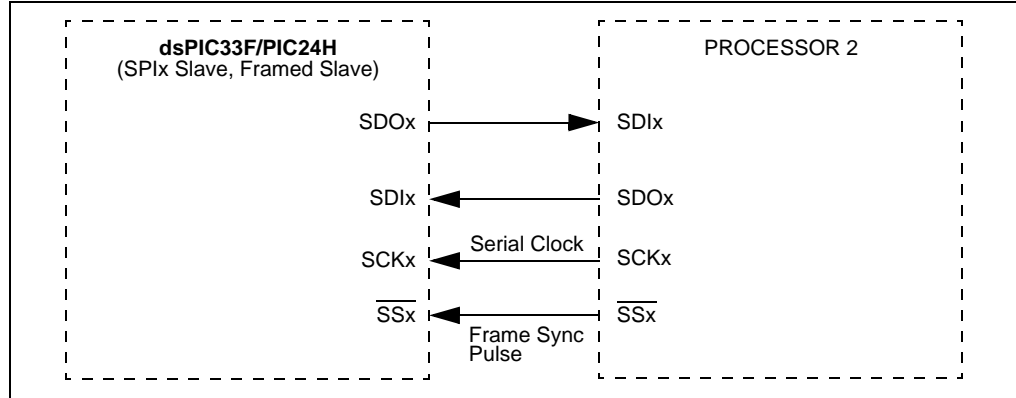 dsPIC33F/PIC24H
(SPIx Slave, Framed Slave)
PROCESSOR 2
SDOx
SDIx
SDIx
SDOx
Serial Clock
SCKx
SCKx
SSx
SSx
Frame Sync
Pulse